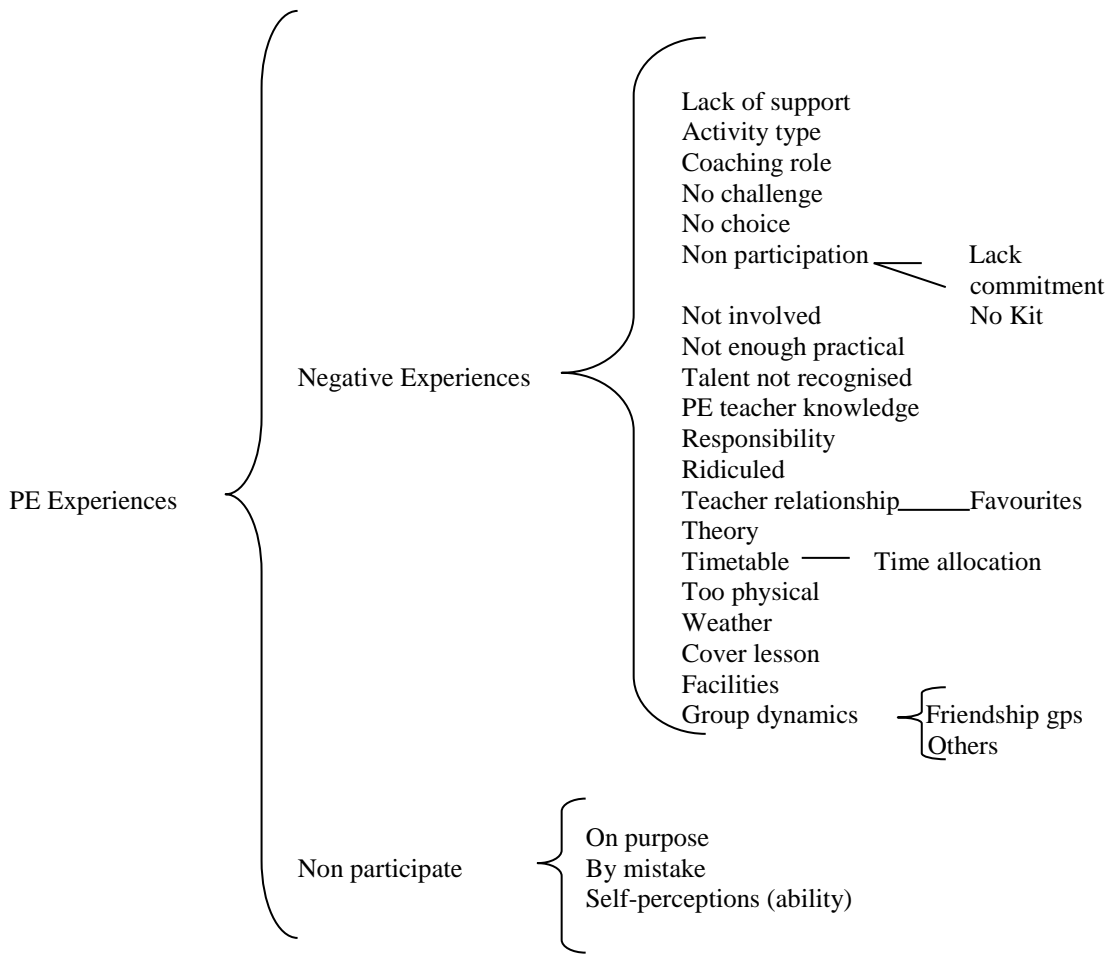 Lack of support
Activity type
Coaching role
No challenge
No choice
Non participation Lack
commitment
No Kit
Not involved
Not enough practical
Negative Experiences Talent not recognised
PE teacher knowledge
Responsibility
Ridiculed
PE Experiences Teacher relationship Favourites
Theory
Timetable Time allocation
Too physical
Weather
Cover lesson
Facilities
Group dynamics Friendship gps
Others
On purpose
Non participate By mistake
Self-perceptions (ability)